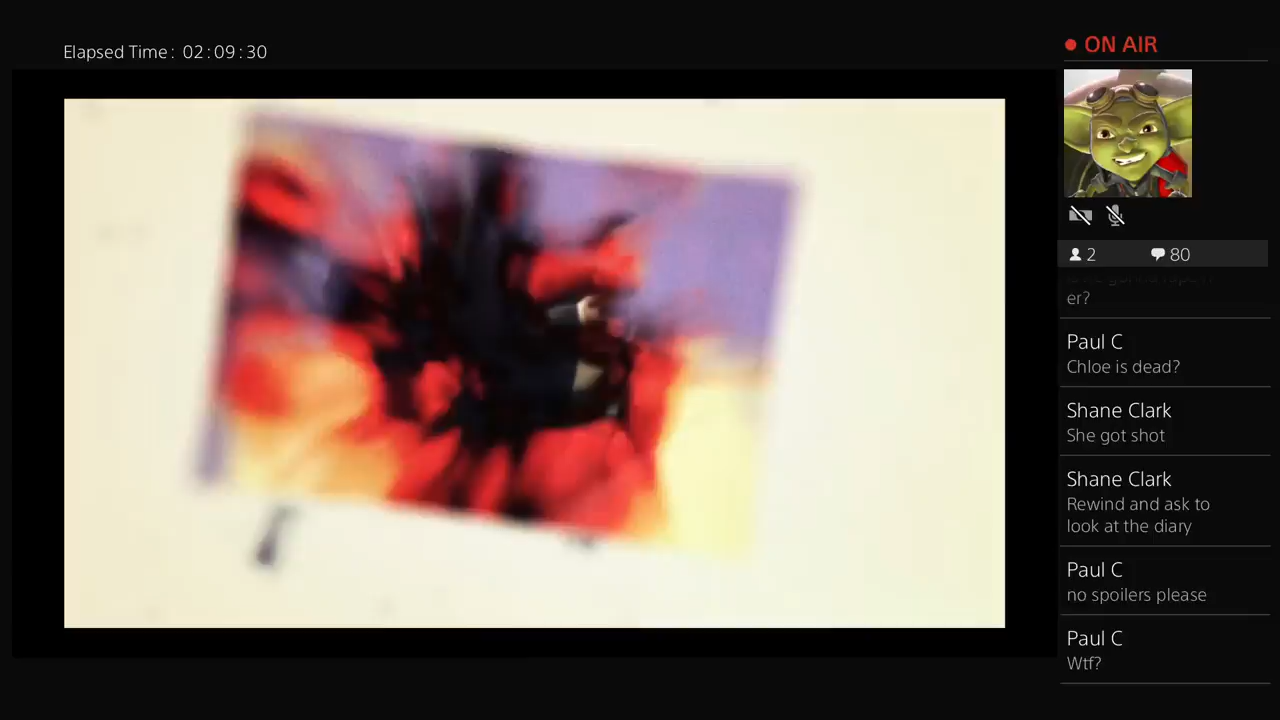 Elapsed Time: 02:09:30
ON AIR
2
80
er?
Paul C
Chloe is dead?
Shane Clark
She got shot
Shane Clark
Rewind and ask to
look at the diary
Paul C
no spoilers please
Paul C
Wtf?